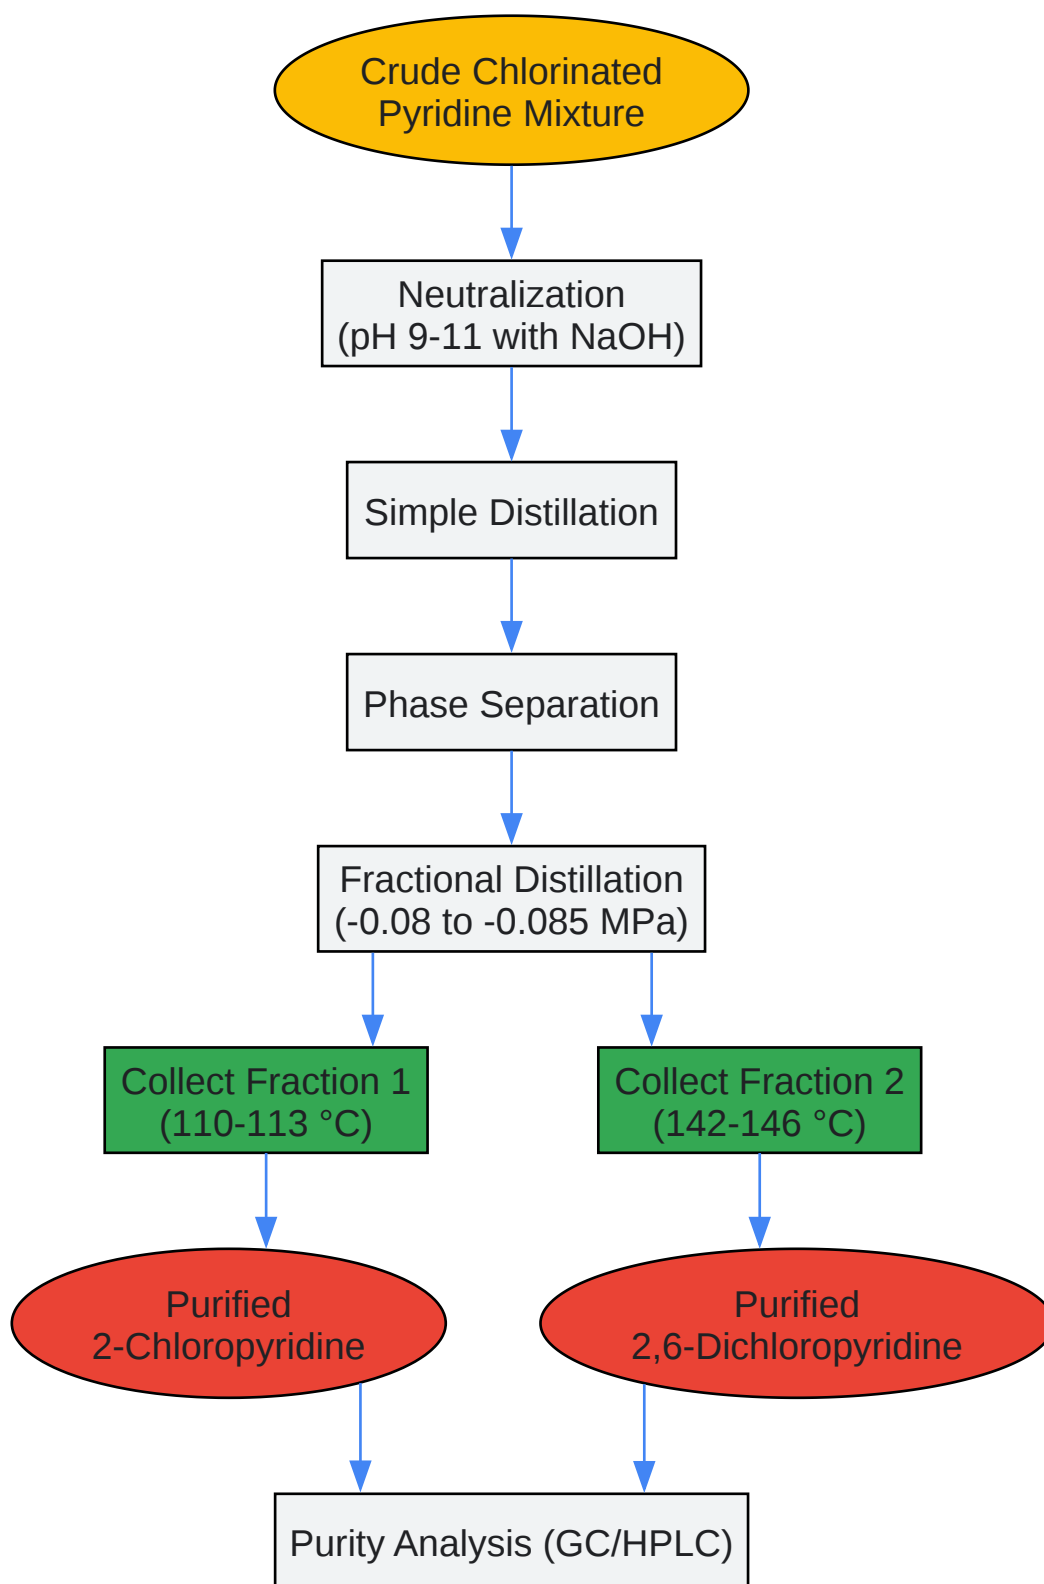 Crude Chlorinated
Pyridine Mixture
Neutralization
(pH 9-11 with NaOH)
Simple Distillation
Phase Separation
Fractional Distillation
(-0.08 to -0.085 MPa)
Collect Fraction 1
(110-113 °C)
Collect Fraction 2
(142-146 °C)
Purified
2-Chloropyridine
Purified
2,6-Dichloropyridine
Purity Analysis (GC/HPLC)